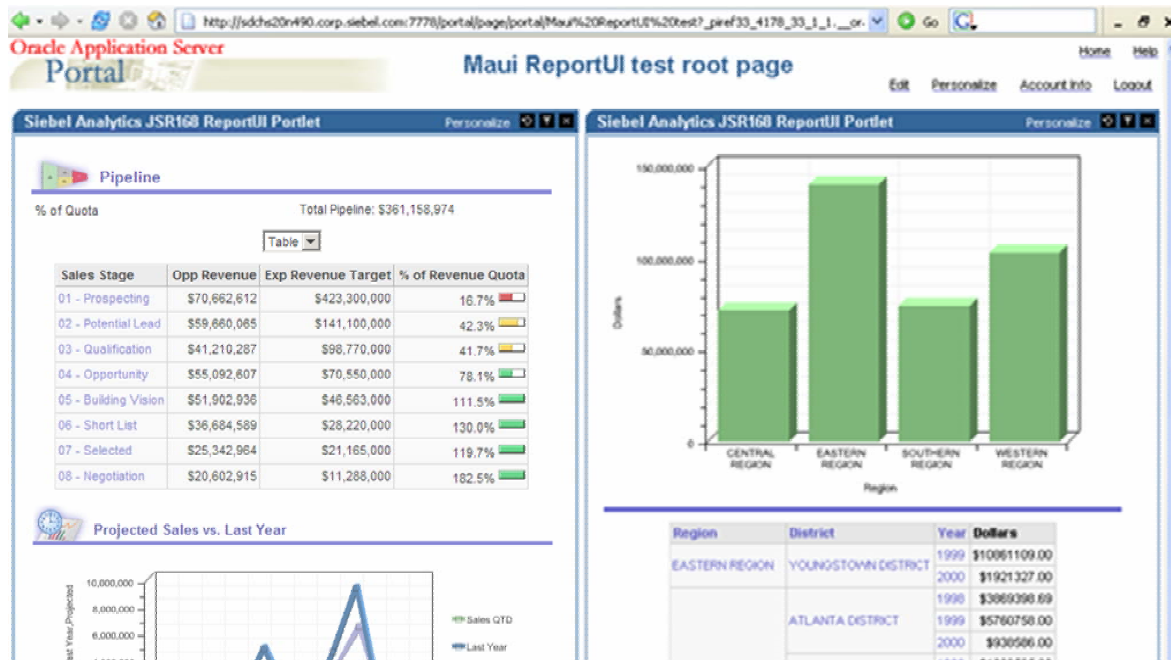 http://sdchs20n490.corp.siebel.com:7778/portal/page/portal/Maui%20ReportUI%20test?_piref33_4178_33_1_1.__or.
Go
Oracle Application Server
Portal
Maui ReportUI test root page
Home Help
Edit Personalize Account Info Logout
Siebel Analytics JSR168 ReportUI Portlet Personalize
Pipeline
% of Quota Total Pipeline: $361,158,974
Table
Sales Stage Opp Revenue Exp Revenue Target % of Revenue Quota
01 - Prospecting $70,662,612 $423,300,000 16.7%
02 - Potential Lead $59,660,065 $141,100,000 42.3%
03 - Qualification $41,210,287 $98,770,000 41.7%
04 - Opportunity $55,092,607 $70,550,000 78.1%
05 - Building Vision $51,902,936 $46,563,000 111.5%
06 - Short List $36,684,589 $28,220,000 130.0%
07 - Selected $25,342,964 $21,165,000 119.7%
08 - Negotiation $20,602,915 $11,288,000 182.5%
Projected Sales vs. Last Year
10,000,000
8,000,000
6,000,000
Year,Projected
Sales QTD
Last Year
Siebel Analytics JSR168 ReportUI Portlet Personalize
150,000,000
100,000,000
50,000,000
0
Dollars
CENTRAL REGION
EASTERN REGION
SOUTHERN REGION
WESTERN REGION
Region
Region District Year Dollars
EASTERN REGION YOUNGSTOWN DISTRICT 1999 $10861109.00
2000 $1921327.00
1998 $3869398.69
ATLANTA DISTRICT 1999 $5760758.00
2000 $938586.00